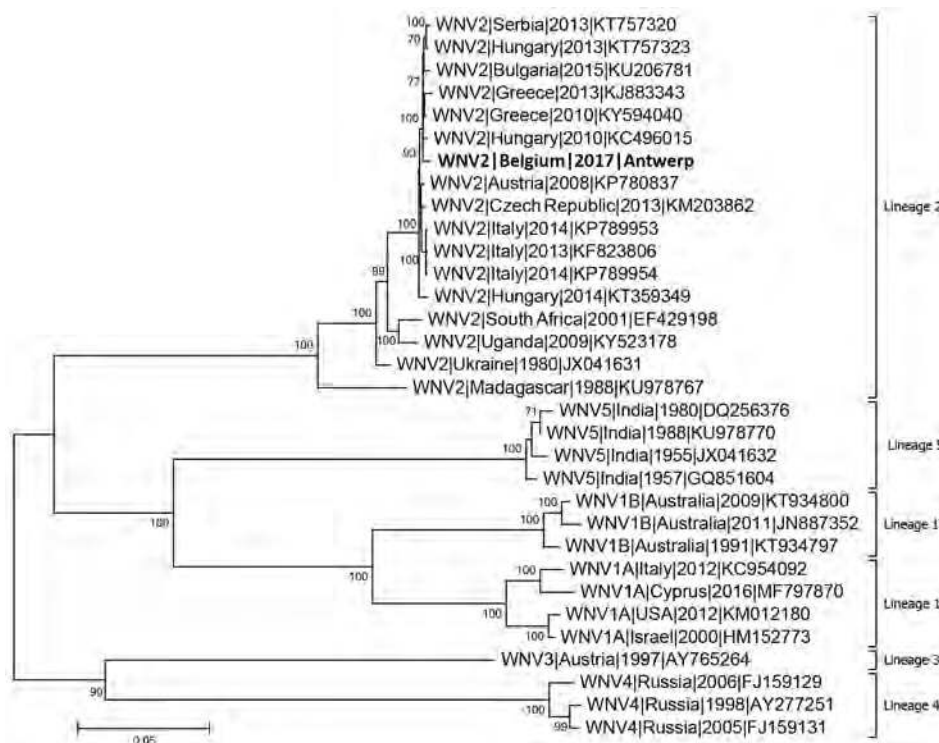 100 WNV2|Serbia|2013|KT757320
70 WNV2|Hungary|2013|KT757323
WNV2|Bulgaria|2015|KU206781
77 WNV2|Greece|2013|KJ883343
100 WNV2|Greece|2010|KY594040
WNV2|Hungary|2010|KC496015
WNV2|Belgium|2017|Antwerp
WNV2|Austria|2008|KP780837
WNV2|Czech Republic|2013|KM203862
Lineage 2
100 WNV2|Italy|2014|KP789953
100 WNV2|Italy|2013|KF823806
WNV2|Italy|2014|KP789954
99 WNV2|Hungary|2014|KT359349
100 WNV2|South Africa|2001|EF429198
100 100 WNV2|Uganda|2009|KY523178
WNV2|Ukraine|1980|JX041631
WNV2|Madagascar|1988|KU978767
71 WNV5|India|1980|DQ256376
WNV5|India|1988|KU978770
100 WNV5|India|1955|JX041632
WNV5|India|1957|GQ851604
Lineage 5
100 WNV1B|Australia|2009|KT934800
100 100 WNV1B|Australia|2011|JN887352
WNV1B|Australia|1991|KT934797
Lineage 1
100 100 WNV1A|Italy|2012|KC954092
WNV1A|Cyprus|2016|MF797870
100 WNV1A|USA|2012|KM012180
100 WNV1A|Israel|2000|HM152773
Lineage 1
WNV3|Austria|1997|AY765264
Lineage 3
90 WNV4|Russia|2006|FJ159129
100 WNV4|Russia|1998|AY277251
99 WNV4|Russia|2005|FJ159131
Lineage 4
0.05